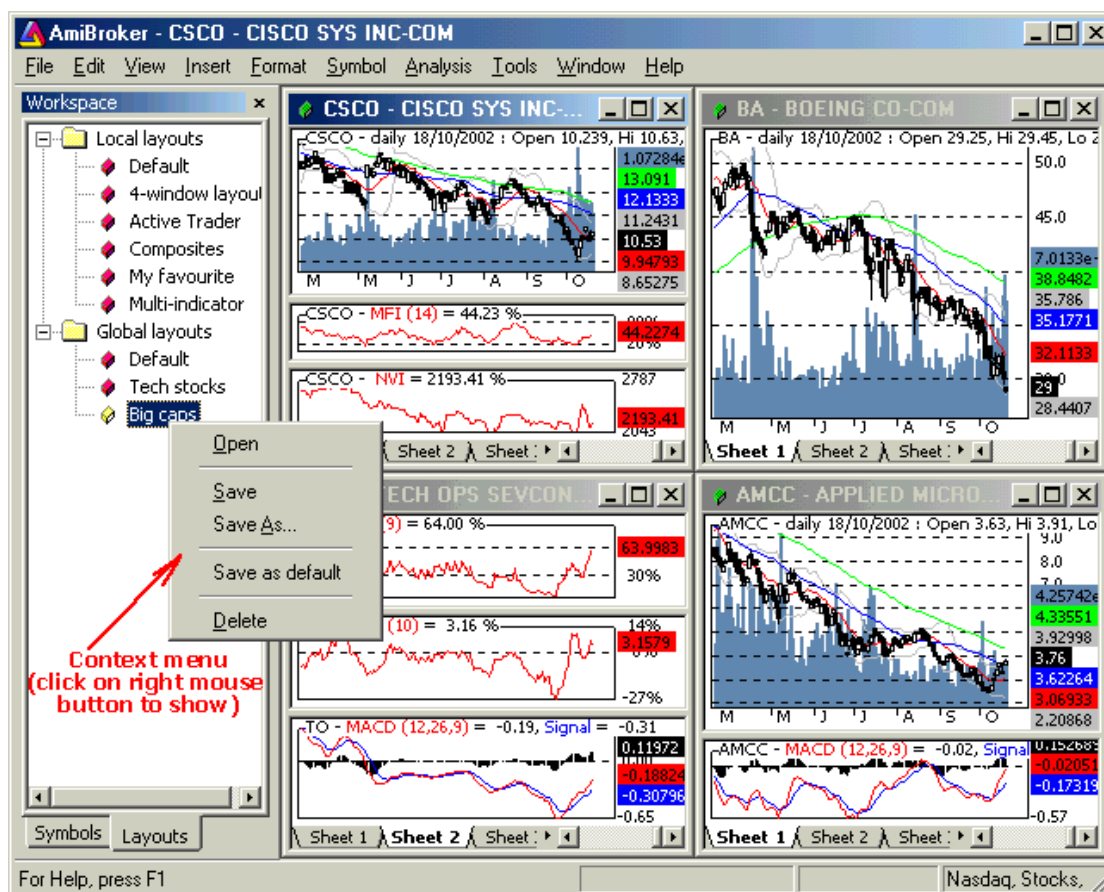 AmiBroker - CSCO - CISCO SYS INC-COM
File Edit View Insert Format Symbol Analysis Tools Window Help
Workspace
Local layouts
Default
4-window layou
Active Trader
Composites
My favourite
Multi-indicator
Global layouts
Default
Tech stocks
Big caps
Open
Save
Save As...
Save as default
Delete
Context menu
(click on right mouse
button to show)
Symbols Layouts
CSCO - CISCO SYS INC-...
CSCO - daily 18/10/2002 : Open 10.239, Hi 10.63,
1.07284e
13.091
12.1333
11.2431
10.53
9.94793
8.65275
M M J J A S O
CSCO - MFI (14) = 44.23 %
44.2274
20%
CSCO - NVI = 2193.41
2787
2193.41
2043
Sheet 2 Sheet
BA - BOEING CO-COM
BA - daily 18/10/2002 : Open 29.25, Hi 29.45, Lo
50.0
45.0
7.0133e
38.8482
35.786
35.1771
32.1133
29
28.4407
M M J J A S O
Sheet 1 Sheet 2 Sheet
TECH OPS SEVCON...
9) = 64.00 %
63.9983
30%
(10) = 3.16 %
14%
3.1579
0%
-27%
TO - MACD (12,26,9) = -0.19, Signal = -0.31
0.11972
0.00
-0.18824
-0.30796
-0.65
Sheet 1 Sheet 2 Sheet
AMCC - APPLIED MICRO...
AMCC - daily 18/10/2002 : Open 3.63, Hi 3.91, Lo
9.0
8.0
7.0
4.25742e
4.33551
3.92998
3.76
3.62264
3.06933
2.20868
M M J J A S O
AMCC - MACD (12,26,9) = -0.02, Signal
0.152689
-0.02051
-0.17319
-0.57
Sheet 1 Sheet 2 Sheet
For Help, press F1
Nasdaq, Stocks,